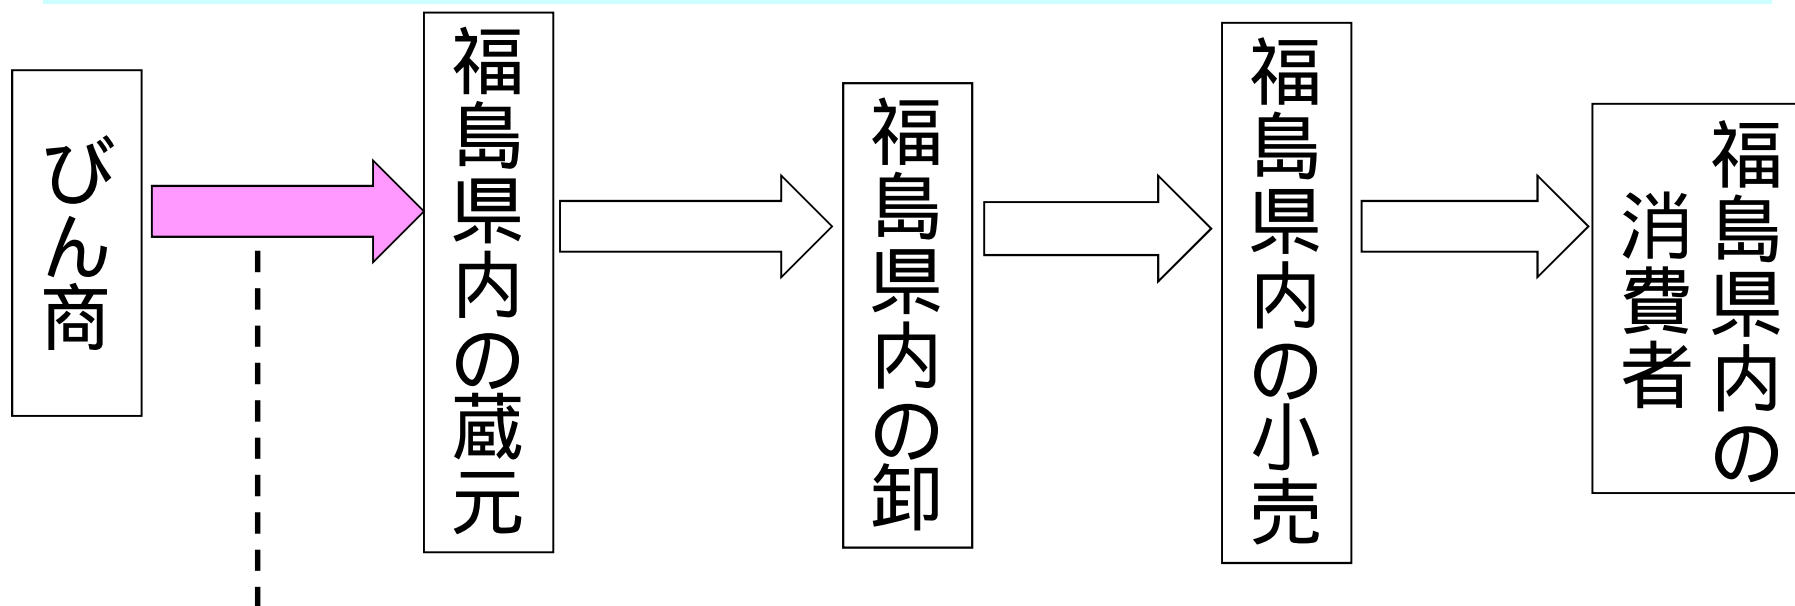 びん商
福島県内の蔵元
福島県内の卸
福島県内の小売
福島県内の
消費者